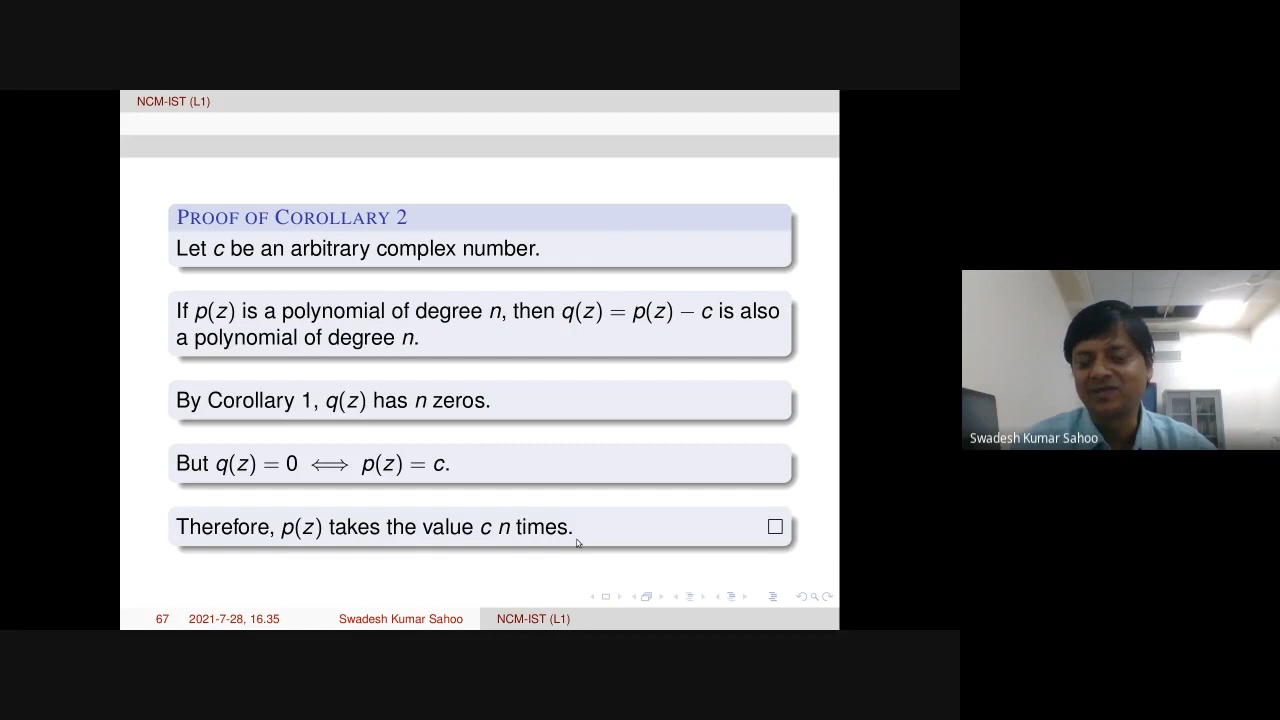 NCM-IST (L1)
PROOF OF COROLLARY 2
Let c be an arbitrary complex number.
If p(z) is a polynomial of degree n, then q(z) = p(z) − c is also
a polynomial of degree n.
By Corollary 1, q(z) has n zeros.
But q(z) = 0 ⟺ p(z) = c.
Therefore, p(z) takes the value c n times. □
67 2021-7-28, 16.35 Swadesh Kumar Sahoo NCM-IST (L1)
Swadesh Kumar Sahoo